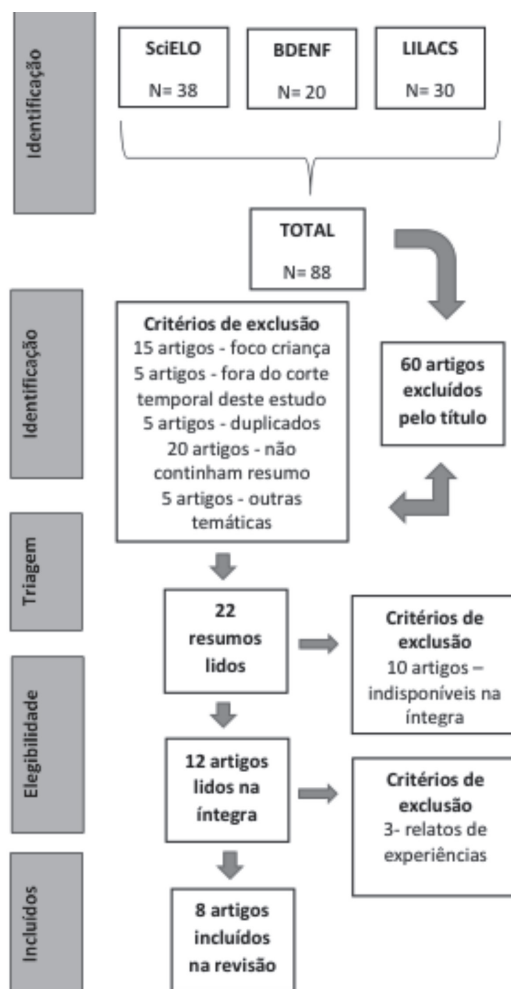 Identificação
SciELO
N= 38
BDENF
N= 20
LILACS
N= 30
TOTAL
N= 88
Identificação
Critérios de exclusão
15 artigos - foco criança
5 artigos - fora do corte
temporal deste estudo
5 artigos - duplicados
20 artigos - não
continham resumo
5 artigos - outras
temáticas
60 artigos
excluídos
pelo título
Triagem
22
resumos
lidos
Critérios de
exclusão
10 artigos –
indisponíveis na
íntegra
Elegibilidade
12 artigos
lidos na
íntegra
Critérios de
exclusão
3- relatos de
experiências
Incluídos
8 artigos
incluídos
na revisão